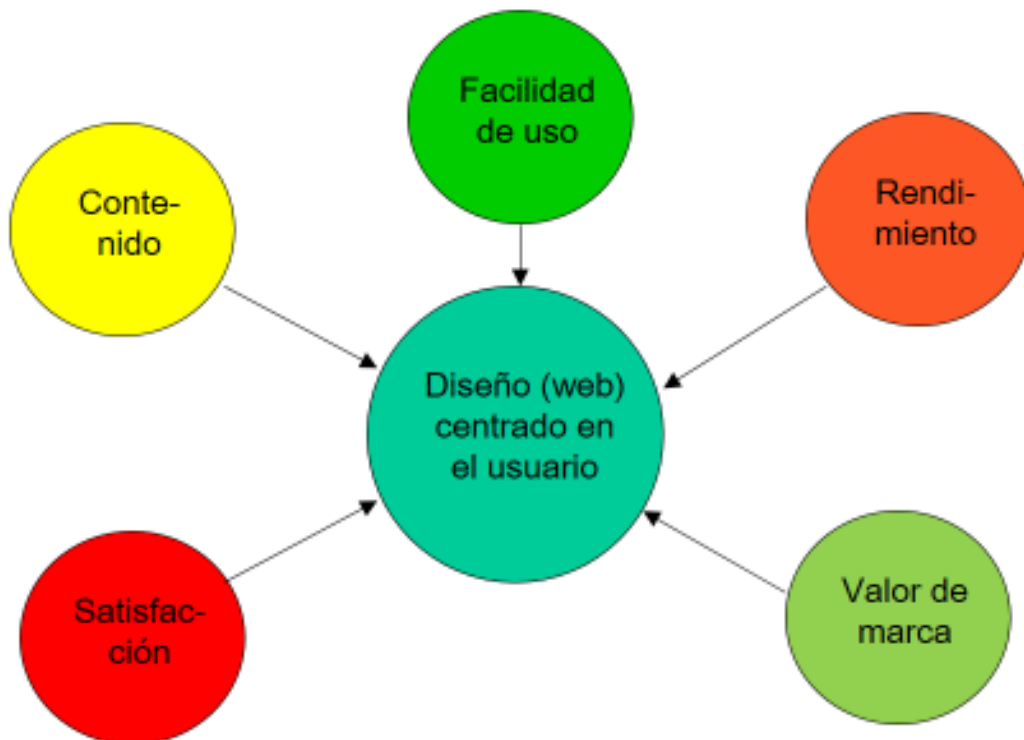 Facilidad
de uso
Conte-
nido
Rendi-
miento
Diseño (web)
centrado en
el usuario
Satisfac-
ción
Valor de
marca